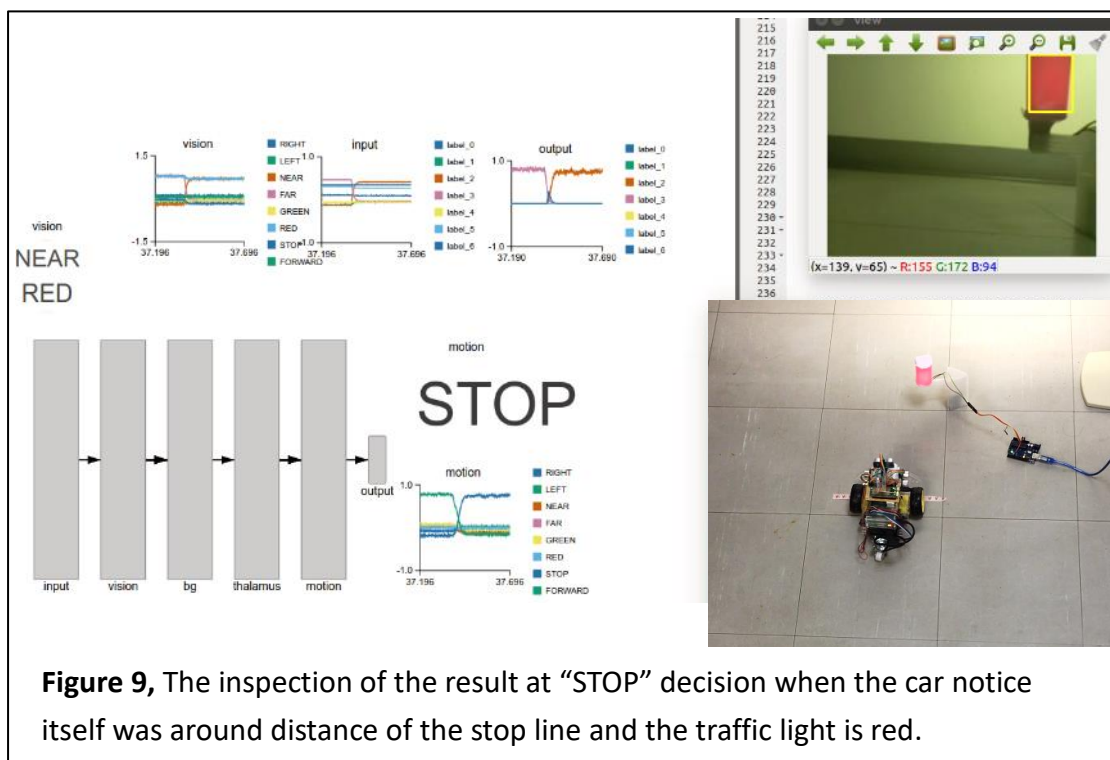 vision
NEAR
RED
vision
1.5
-1.5
37.196
37.696
RIGHT
LEFT
NEAR
FAR
GREEN
RED
STOP
FORWARD
input
1.0
-1.0
37.196
37.696
label_0
label_1
label_2
label_3
label_4
label_5
label_6
output
1.0
-1.0
37.190
37.690
label_0
label_1
label_2
label_3
label_4
label_5
label_6
215
216
217
218
219
220
221
222
223
224
225
226
227
228
229
230 -
231 -
232
233 -
234
235
236
view
(x=139, y=65) ~ R:155 G:172 B:94
input
vision
bg
thalamus
motion
output
motion
STOP
motion
1.0
-1.0
37.196
37.696
RIGHT
LEFT
NEAR
FAR
GREEN
RED
STOP
FORWARD
Figure 9, The inspection of the result at “STOP” decision when the car notice
itself was around distance of the stop line and the traffic light is red.